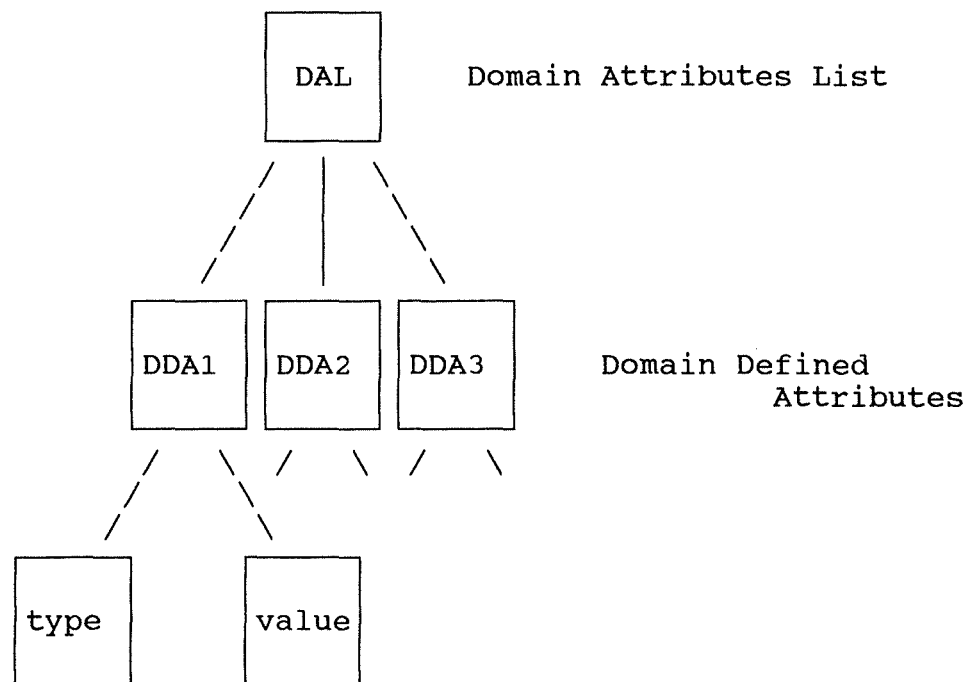 DAL Domain Attributes List
DDA1 DDA2 DDA3 Domain Defined
Attributes
type value